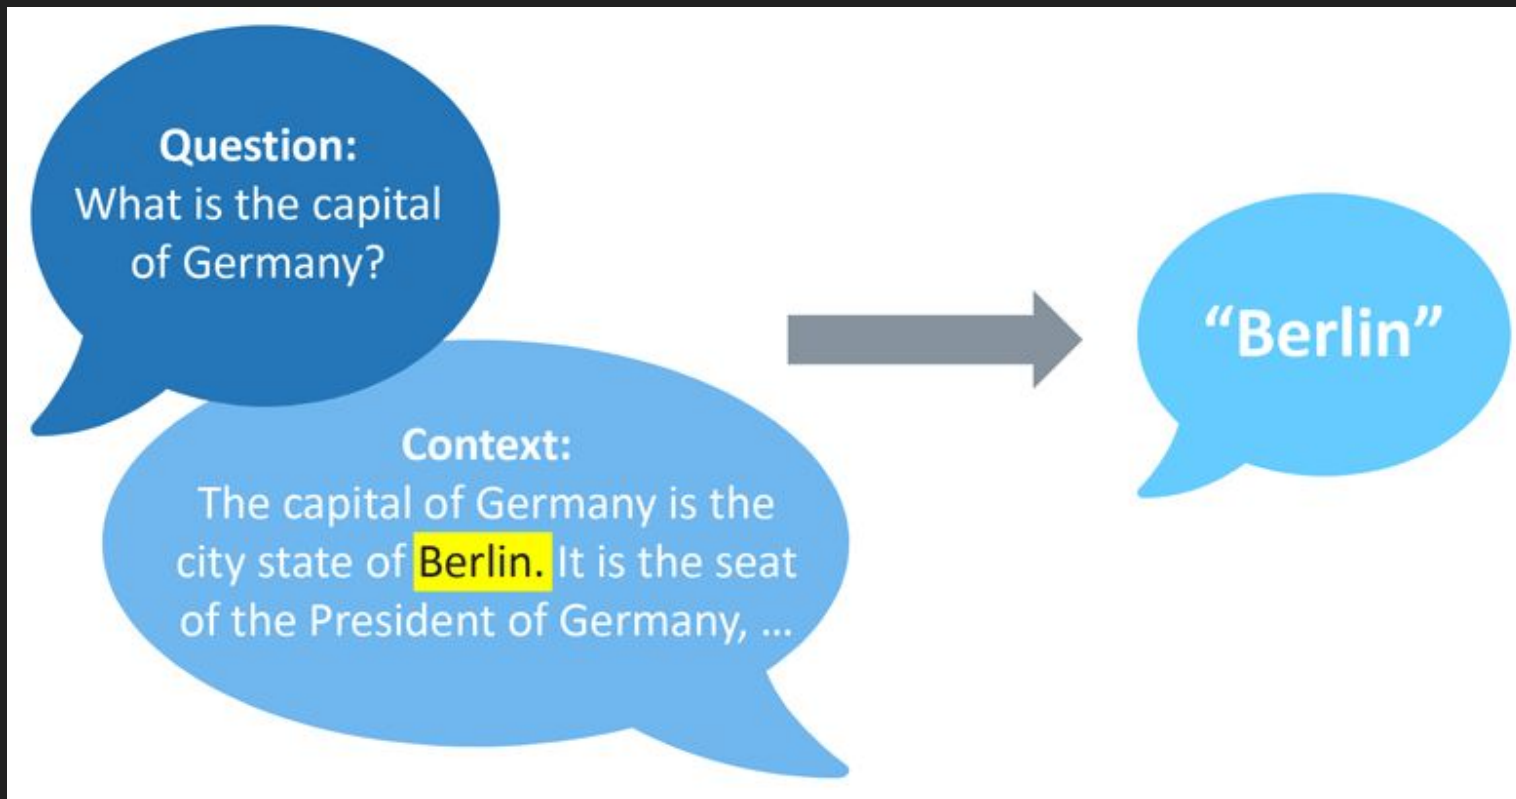 Question:
What is the capital
of Germany?
Context:
The capital of Germany is the
city state of Berlin. It is the seat
of the President of Germany, ...
“Berlin”